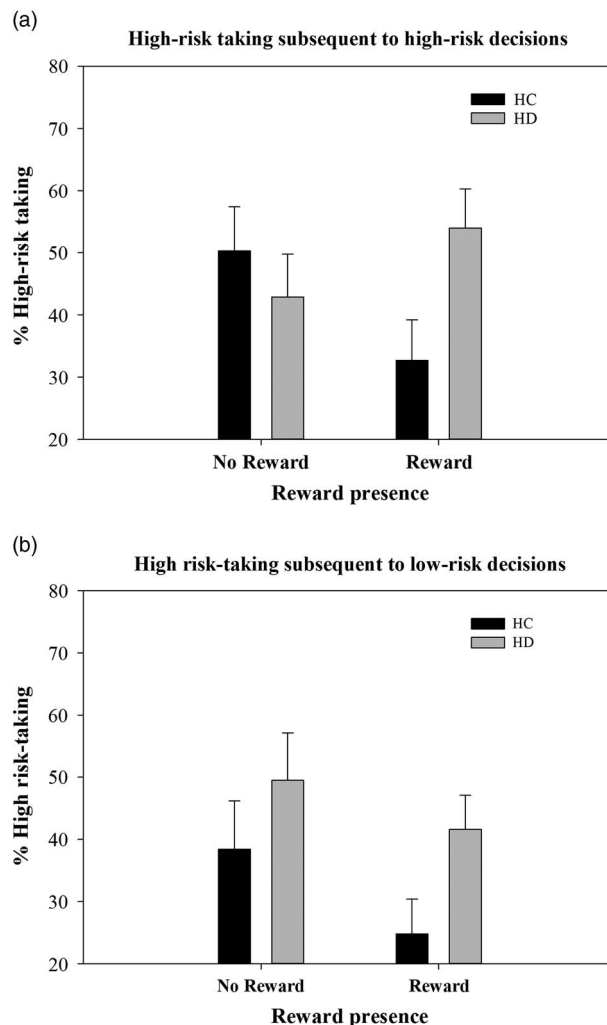 (a)
High-risk taking subsequent to high-risk decisions
80
70
60
50
40
30
20
% High-risk taking
HC
HD
No Reward
Reward
Reward presence
(b)
High risk-taking subsequent to low-risk decisions
80
70
60
50
40
30
20
% High risk-taking
HC
HD
No Reward
Reward
Reward presence